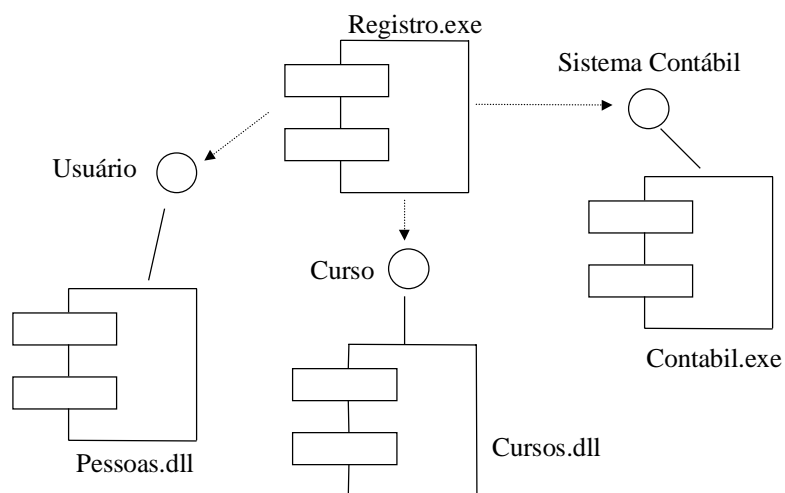 Registro.exe
Sistema Contábil
Usuário
Curso
Contabil.exe
Cursos.dll
Pessoas.dll